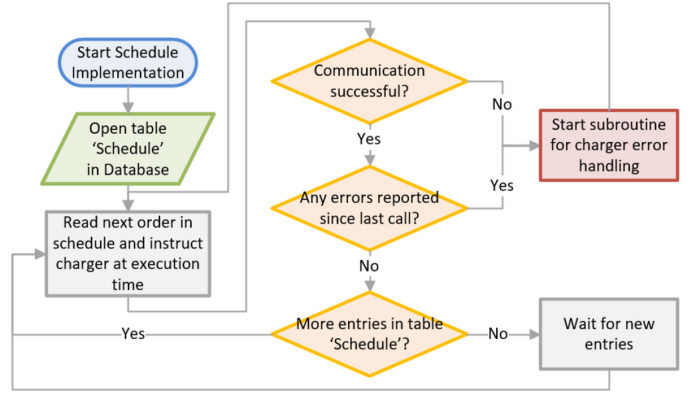 Start Schedule
Implementation
Open table
‘Schedule’
in Database
Read next order in
schedule and instruct
charger at execution
time
Communication
successful?
No
Yes
Start subroutine
for charger error
handling
Any errors reported
since last call?
Yes
No
More entries in table
‘Schedule’?
Yes
No
Wait for new
entries